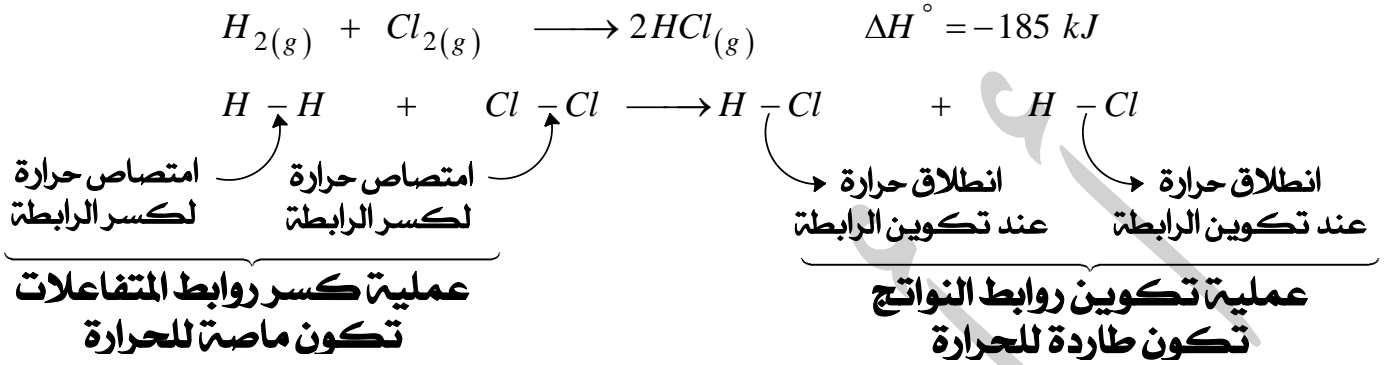 H₂(g) + Cl₂(g) ⟶ 2HCl(g) ΔH° = −185 kJ
H – H + Cl – Cl ⟶ H – Cl + H – Cl
امتصاص حرارة
لكسر الرابطة
امتصاص حرارة
لكسر الرابطة
انطلاق حرارة
عند تكوين الرابطة
انطلاق حرارة
عند تكوين الرابطة
عملية كسر روابط المتفاعلات
تكون ماصة للحرارة
عملية تكوين روابط النواتج
تكون طاردة للحرارة